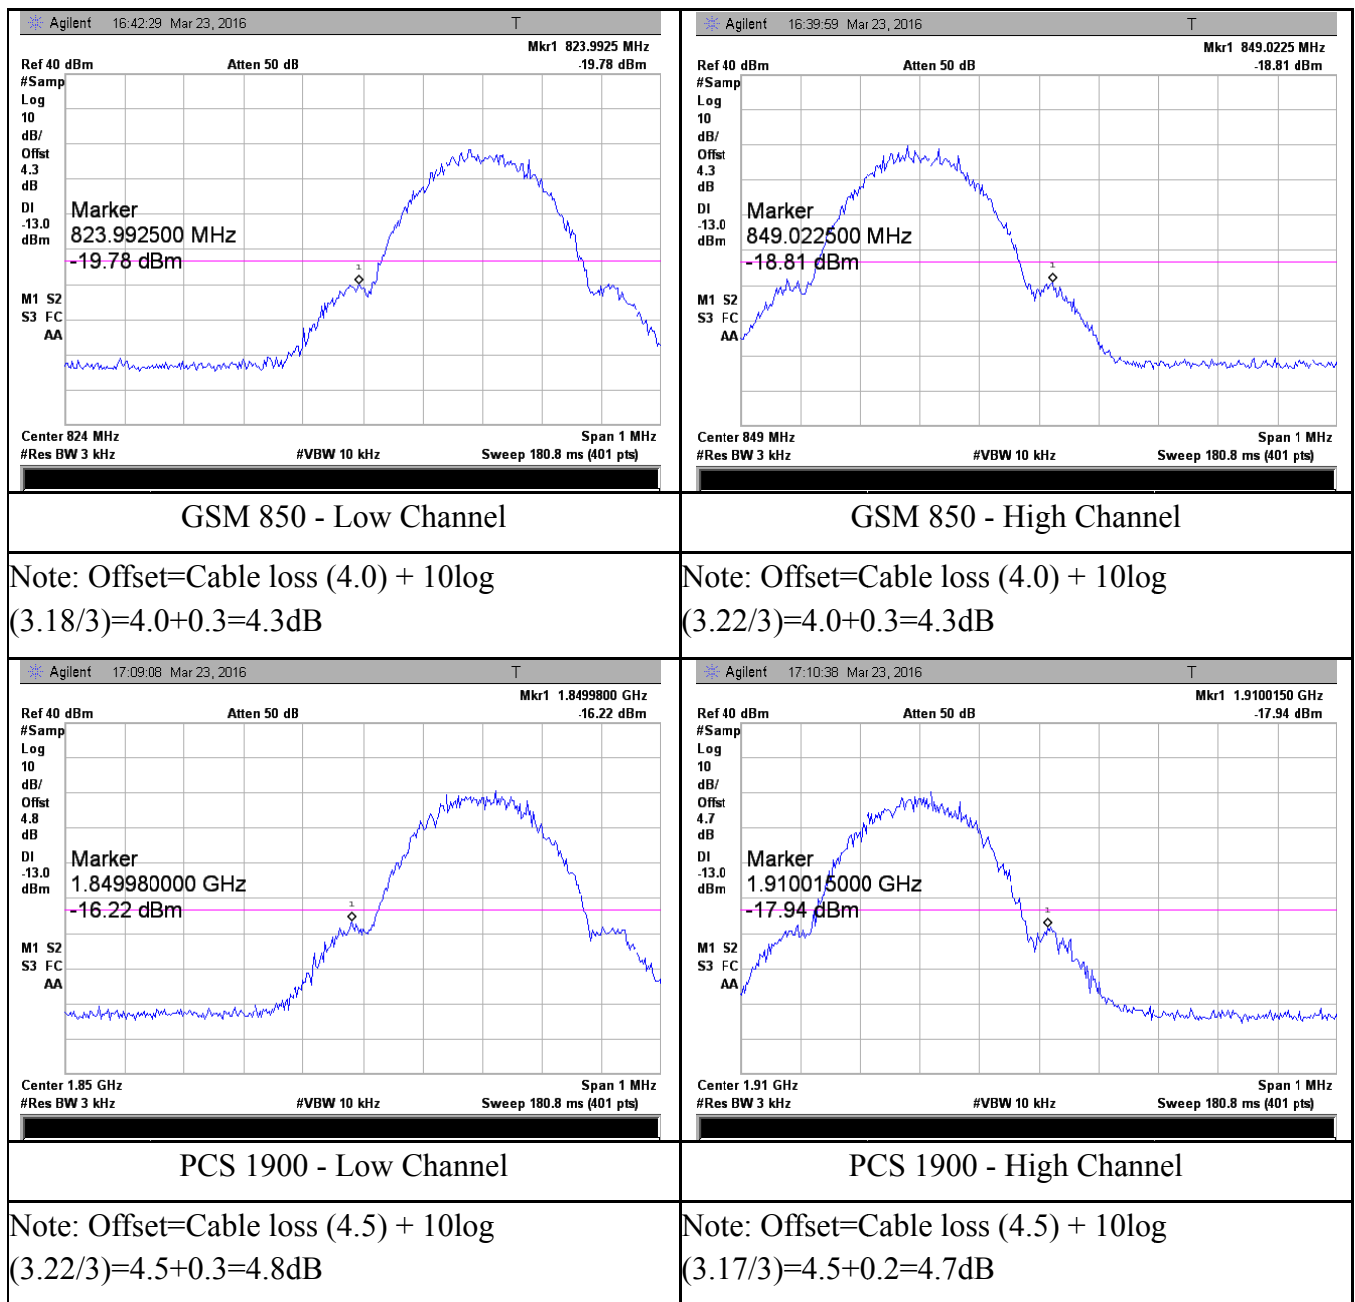 Agilent 16:42:29 Mar 23, 2016 T
Mkr1 823.9925 MHz
Ref 40 dBm Atten 50 dB -19.78 dBm
#Samp
Log
10
dB/
Offst
4.3
dB
DI
-13.0
dBm
Marker
823.992500 MHz
-19.78 dBm
1
M1 S2
S3 FC
AA
Center 824 MHz Span 1 MHz
#Res BW 3 kHz #VBW 10 kHz Sweep 180.8 ms (401 pts)
GSM 850 - Low Channel
Note: Offset=Cable loss (4.0) + 10log
(3.18/3)=4.0+0.3=4.3dB
Agilent 16:39:59 Mar 23, 2016 T
Mkr1 849.0225 MHz
Ref 40 dBm Atten 50 dB -18.81 dBm
#Samp
Log
10
dB/
Offst
4.3
dB
DI
-13.0
dBm
Marker
849.022500 MHz
-18.81 dBm
1
M1 S2
S3 FC
AA
Center 849 MHz Span 1 MHz
#Res BW 3 kHz #VBW 10 kHz Sweep 180.8 ms (401 pts)
GSM 850 - High Channel
Note: Offset=Cable loss (4.0) + 10log
(3.22/3)=4.0+0.3=4.3dB
Agilent 17:09:08 Mar 23, 2016 T
Mkr1 1.8499800 GHz
Ref 40 dBm Atten 50 dB -16.22 dBm
#Samp
Log
10
dB/
Offst
4.8
dB
DI
-13.0
dBm
Marker
1.849980000 GHz
-16.22 dBm
1
M1 S2
S3 FC
AA
Center 1.85 GHz Span 1 MHz
#Res BW 3 kHz #VBW 10 kHz Sweep 180.8 ms (401 pts)
PCS 1900 - Low Channel
Note: Offset=Cable loss (4.5) + 10log
(3.22/3)=4.5+0.3=4.8dB
Agilent 17:10:38 Mar 23, 2016 T
Mkr1 1.9100150 GHz
Ref 40 dBm Atten 50 dB -17.94 dBm
#Samp
Log
10
dB/
Offst
4.7
dB
DI
-13.0
dBm
Marker
1.910015000 GHz
-17.94 dBm
1
M1 S2
S3 FC
AA
Center 1.91 GHz Span 1 MHz
#Res BW 3 kHz #VBW 10 kHz Sweep 180.8 ms (401 pts)
PCS 1900 - High Channel
Note: Offset=Cable loss (4.5) + 10log
(3.17/3)=4.5+0.2=4.7dB